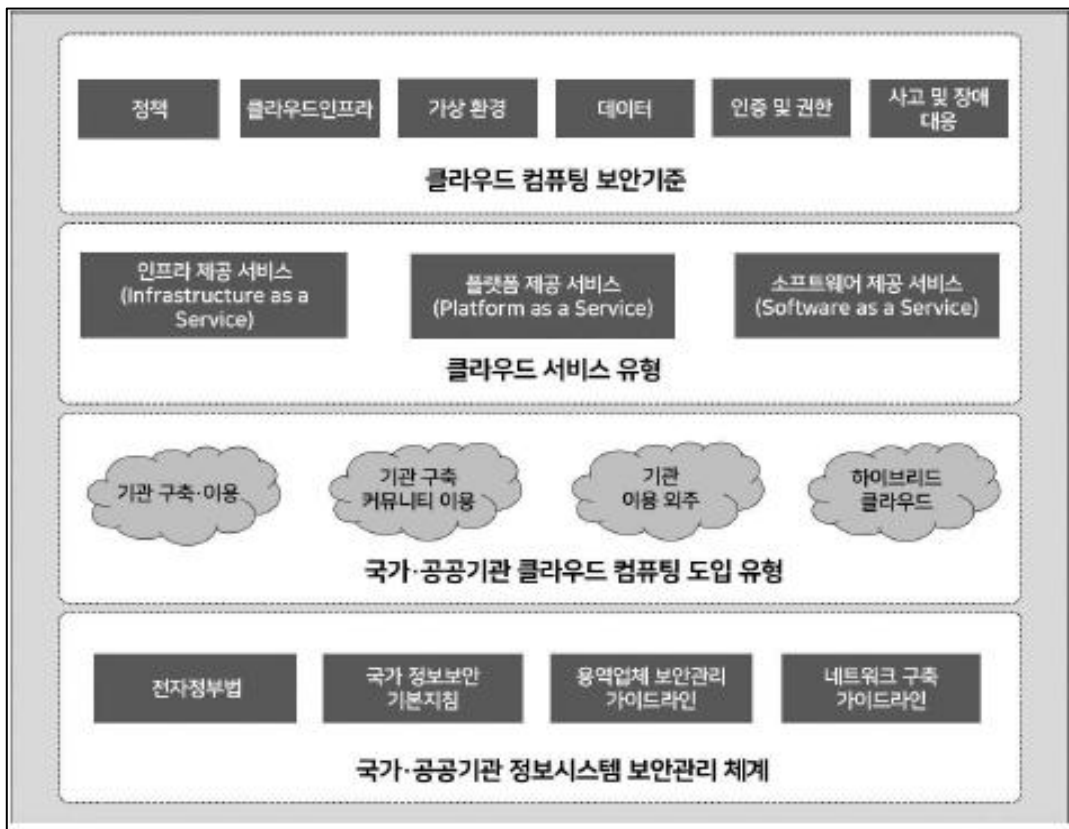 정책
클라우드인프라
가상 환경
데이터
인증 및 권한
사고 및 장애
대응
클라우드 컴퓨팅 보안기준
인프라 제공 서비스
(Infrastructure as a
Service)
플랫폼 제공 서비스
(Platform as a Service)
소프트웨어 제공 서비스
(Software as a Service)
클라우드 서비스 유형
기관 구축·이용
기관 구축
커뮤니티 이용
기관
이용 외주
하이브리드
클라우드
국가·공공기관 클라우드 컴퓨팅 도입 유형
전자정부법
국가 정보보안
기본지침
용역업체 보안관리
가이드라인
네트워크 구축
가이드라인
국가·공공기관 정보시스템 보안관리 체계